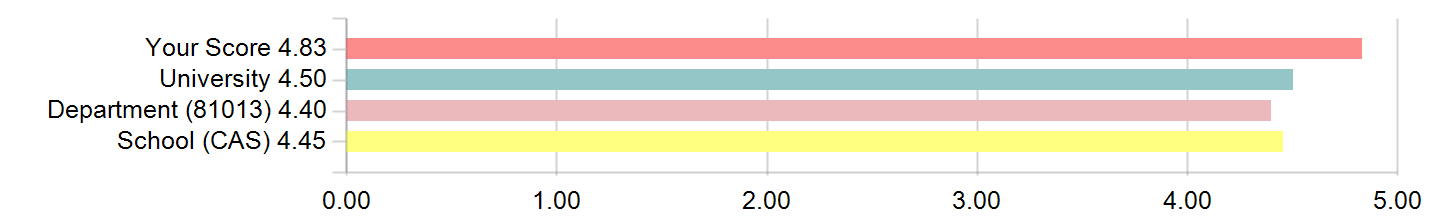 Your Score 4.83
University 4.50
Department (81013) 4.40
School (CAS) 4.45
0.00 1.00 2.00 3.00 4.00 5.00